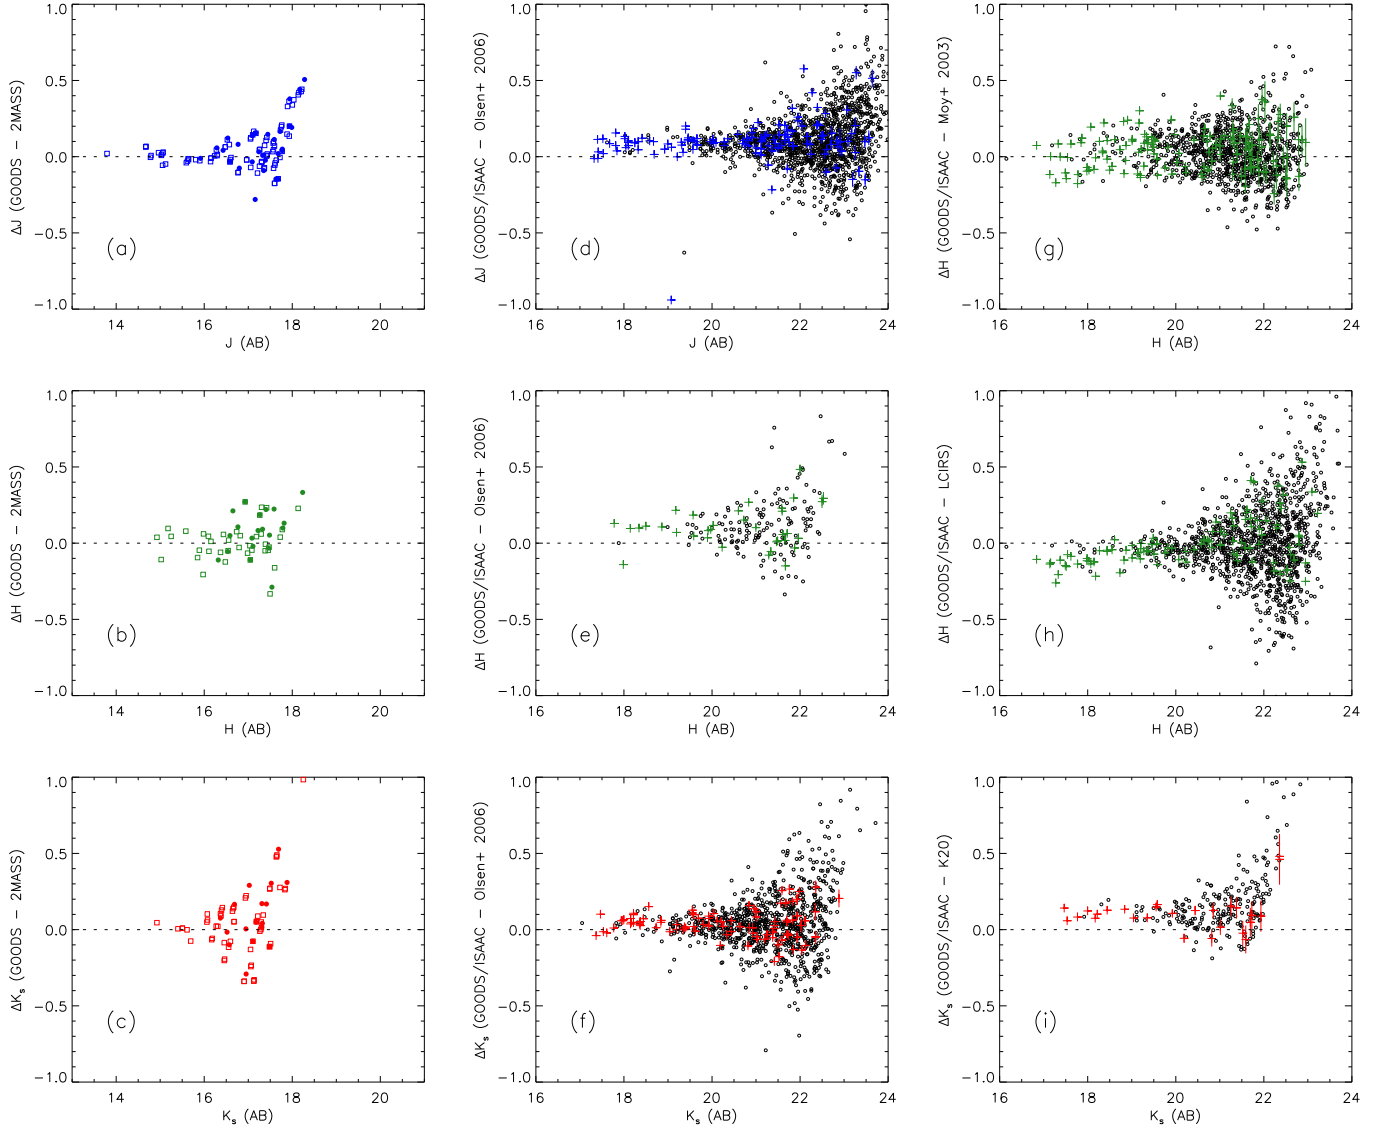 1.0
0.5
0.0
−0.5
−1.0
ΔJ (GOODS − 2MASS)
(a)
14 16 18 20
J (AB)
1.0
0.5
0.0
−0.5
−1.0
ΔJ (GOODS/ISAAC − Olsen+ 2006)
(d)
16 18 20 22 24
J (AB)
1.0
0.5
0.0
−0.5
−1.0
ΔH (GOODS/ISAAC − Moy+ 2003)
(g)
16 18 20 22 24
H (AB)
1.0
0.5
0.0
−0.5
−1.0
ΔH (GOODS − 2MASS)
(b)
14 16 18 20
H (AB)
1.0
0.5
0.0
−0.5
−1.0
ΔH (GOODS/ISAAC − Olsen+ 2006)
(e)
16 18 20 22 24
H (AB)
1.0
0.5
0.0
−0.5
−1.0
ΔH (GOODS/ISAAC − LCIRS)
(h)
16 18 20 22 24
H (AB)
1.0
0.5
0.0
−0.5
−1.0
ΔKs (GOODS − 2MASS)
(c)
14 16 18 20
Ks (AB)
1.0
0.5
0.0
−0.5
−1.0
ΔKs (GOODS/ISAAC − Olsen+ 2006)
(f)
16 18 20 22 24
Ks (AB)
1.0
0.5
0.0
−0.5
−1.0
ΔKs (GOODS/ISAAC − K20)
(i)
16 18 20 22 24
Ks (AB)